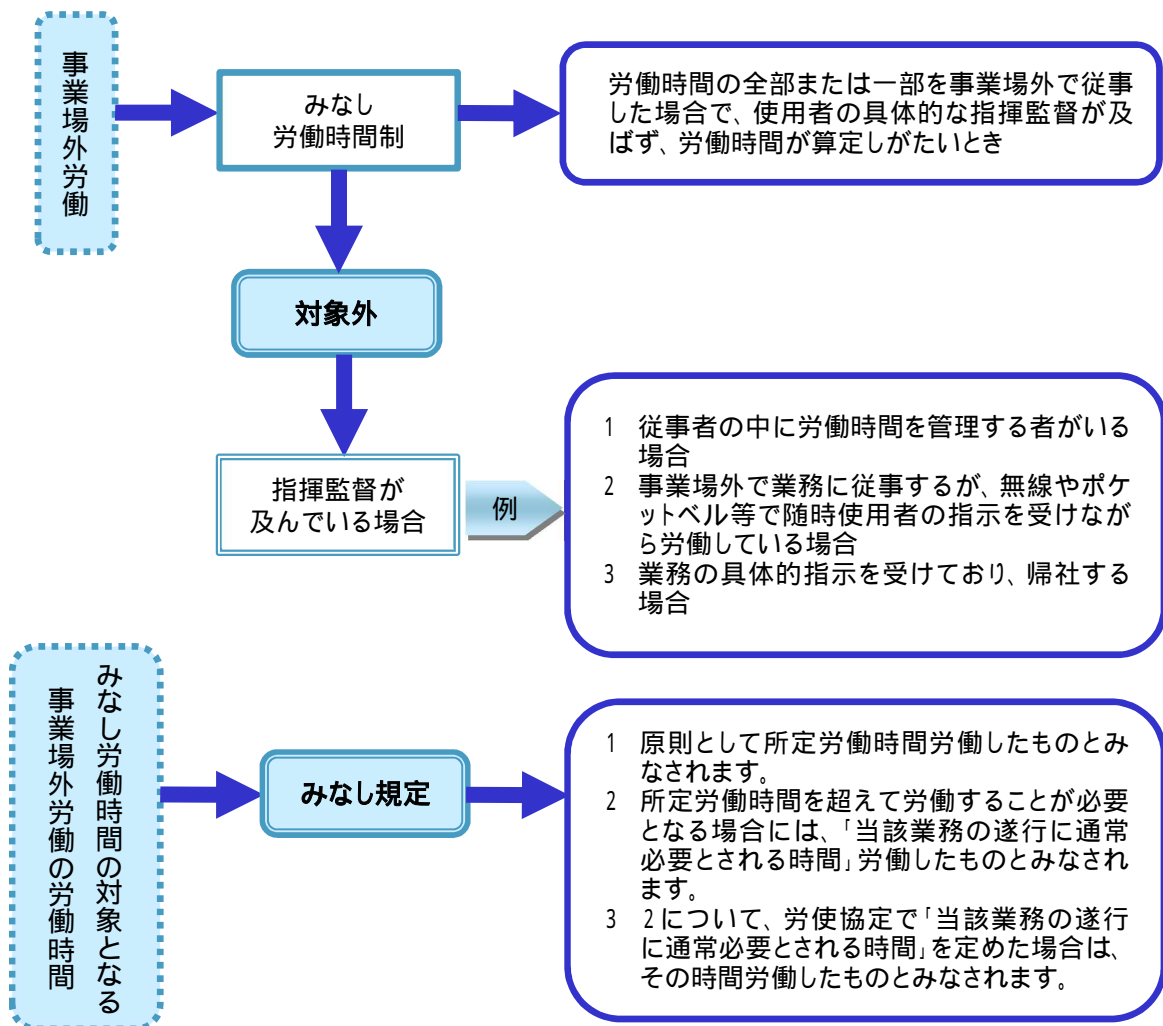 事業場外労働
みなし
労働時間制
労働時間の全部または一部を事業場外で従事
した場合で、使用者の具体的な指揮監督が及
ばず、労働時間が算定しがたいとき
対象外
指揮監督が
及んでいる場合
例
1 従事者の中に労働時間を管理する者がいる
場合
2 事業場外で業務に従事するが、無線やポケ
ットベル等で随時使用者の指示を受けなが
ら労働している場合
3 業務の具体的指示を受けており、帰社する
場合
みなし労働時間の対象となる
事業場外労働の労働時間
みなし規定
1 原則として所定労働時間労働したものとみ
なされます。
2 所定労働時間を超えて労働することが必要
となる場合には、「当該業務の遂行に通常
必要とされる時間」労働したものとみなされ
ます。
3 2について、労使協定で「当該業務の遂行
に通常必要とされる時間」を定めた場合は、
その時間労働したものとみなされます。